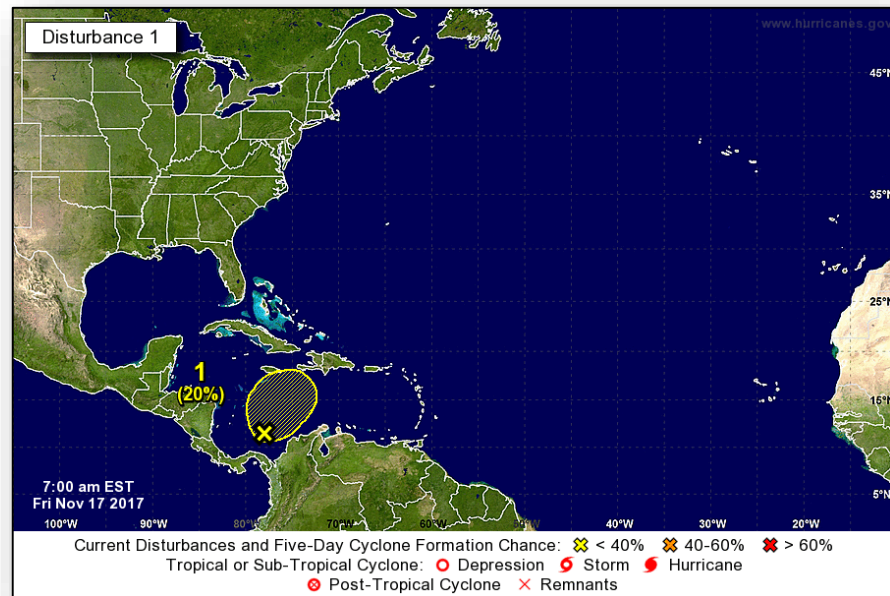 Disturbance 1
www.hurricanes.gov
45°N
35°N
25°N
1
(20%)
15°N
7:00 am EST
Fri Nov 17 2017
5°N
100°W 90°W 80°W 70°W 60°W 50°W 40°W 30°W 20°W
Current Disturbances and Five-Day Cyclone Formation Chance: < 40% 40-60% > 60%
Tropical or Sub-Tropical Cyclone: Depression Storm Hurricane
Post-Tropical Cyclone Remnants